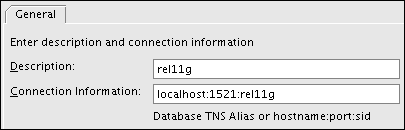 General
Enter description and connection information
Description: rel11g
Connection Information: localhost:1521:rel11g
Database TNS Alias or hostname:port:sid